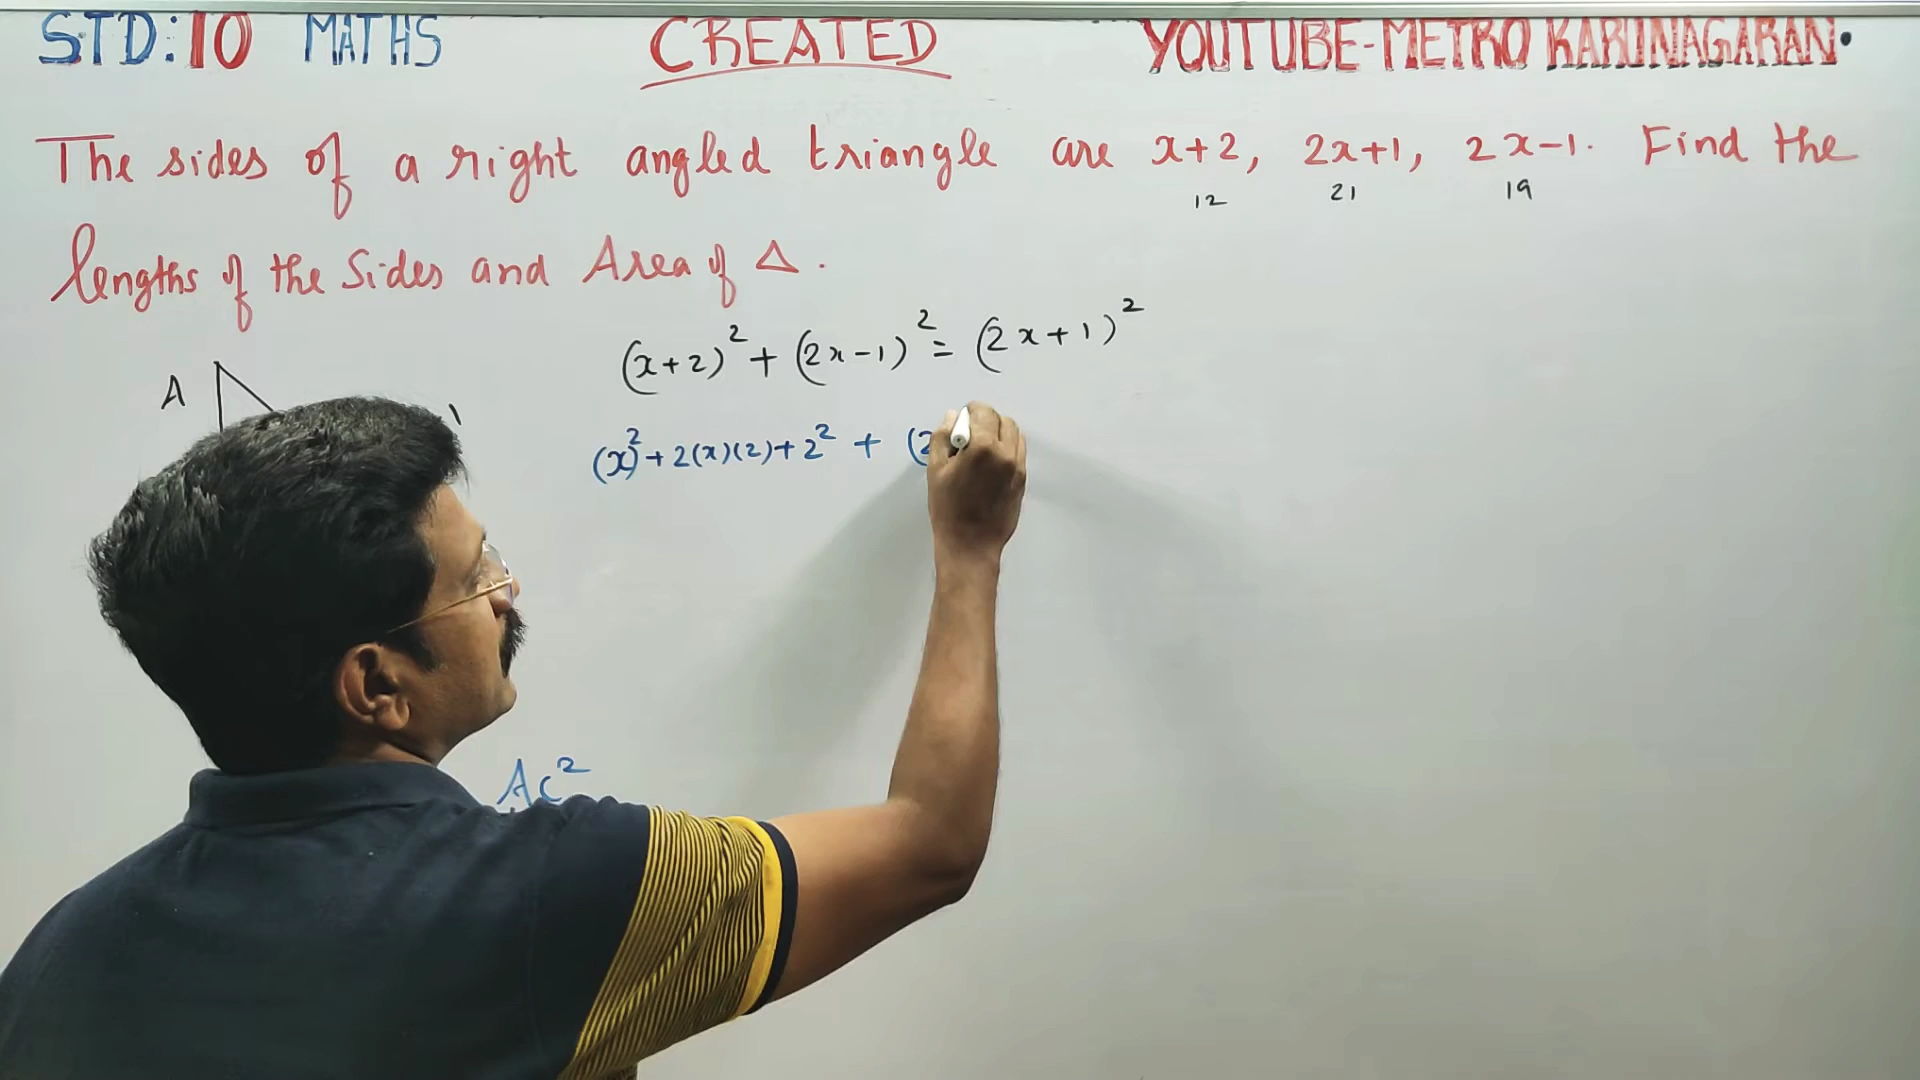 STD:10 MATHS CREATED YOUTUBE-METRO KARUNAGARAN.
The sides of a right angled triangle are x+2, 2x+1, 2x-1. Find the
12 21 19
lengths of the Sides and Area of Δ.
(x+2)² + (2x-1)² = (2x+1)²
A
(x)² + 2(x)(2) + 2² + (2
AC²